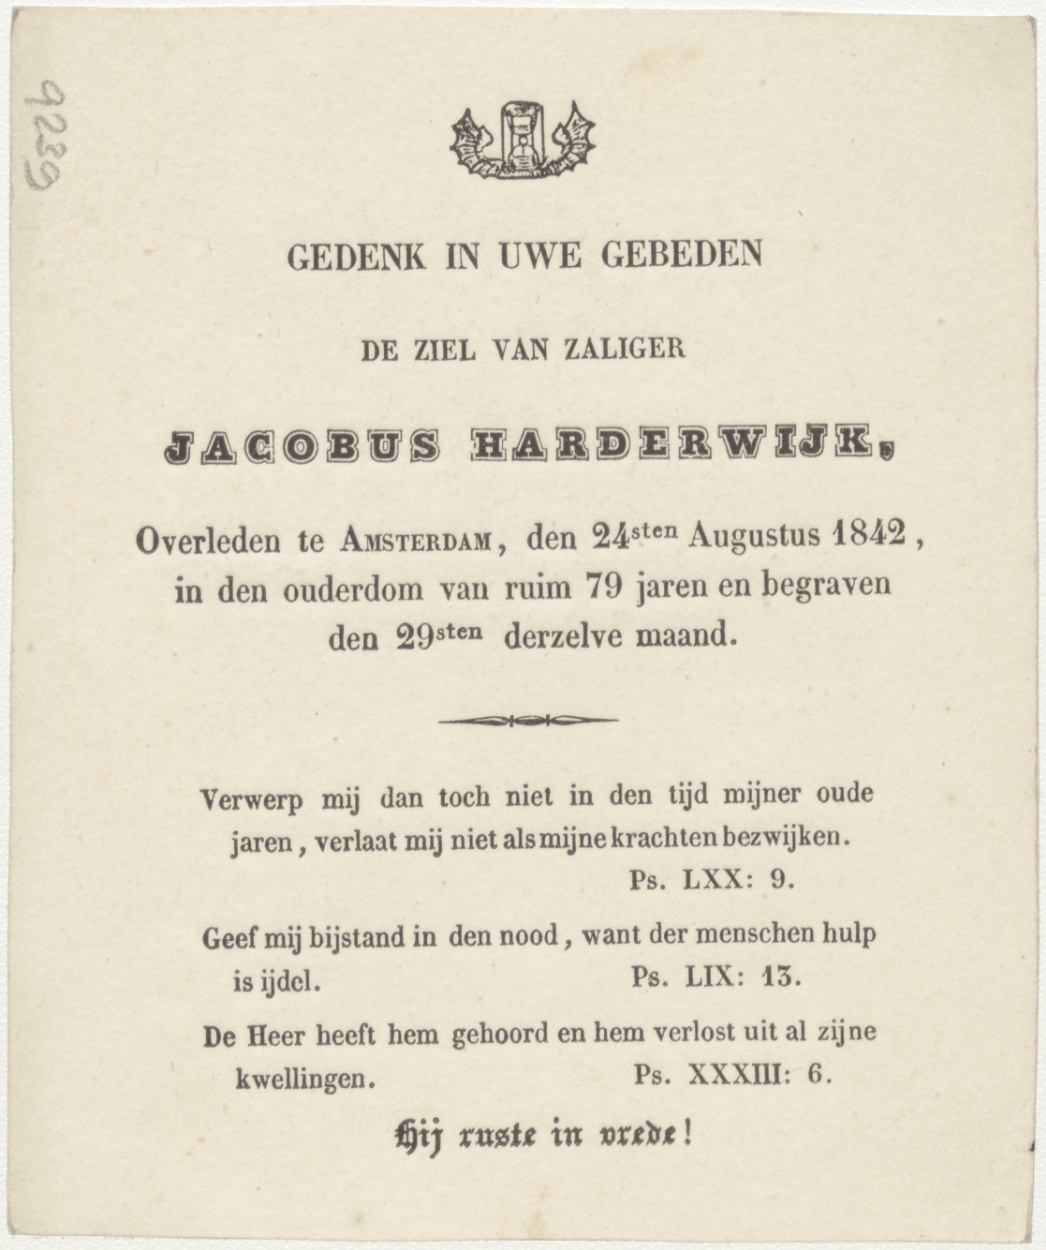 9239
GEDENK IN UWE GEBEDEN
DE ZIEL VAN ZALIGER
JACOBUS HARDERWIJK,
Overleden te AMSTERDAM, den 24sten Augustus 1842,
in den ouderdom van ruim 79 jaren en begraven
den 29sten derzelve maand.
Verwerp mij dan toch niet in den tijd mijner oude
jaren, verlaat mij niet als mijne krachten bezwijken.
Ps. LXX: 9.
Geef mij bijstand in den nood, want der menschen hulp
is ijdel. Ps. LIX: 13.
De Heer heeft hem gehoord en hem verlost uit al zijne
kwellingen. Ps. XXXIII: 6.
Hij ruste in vrede!